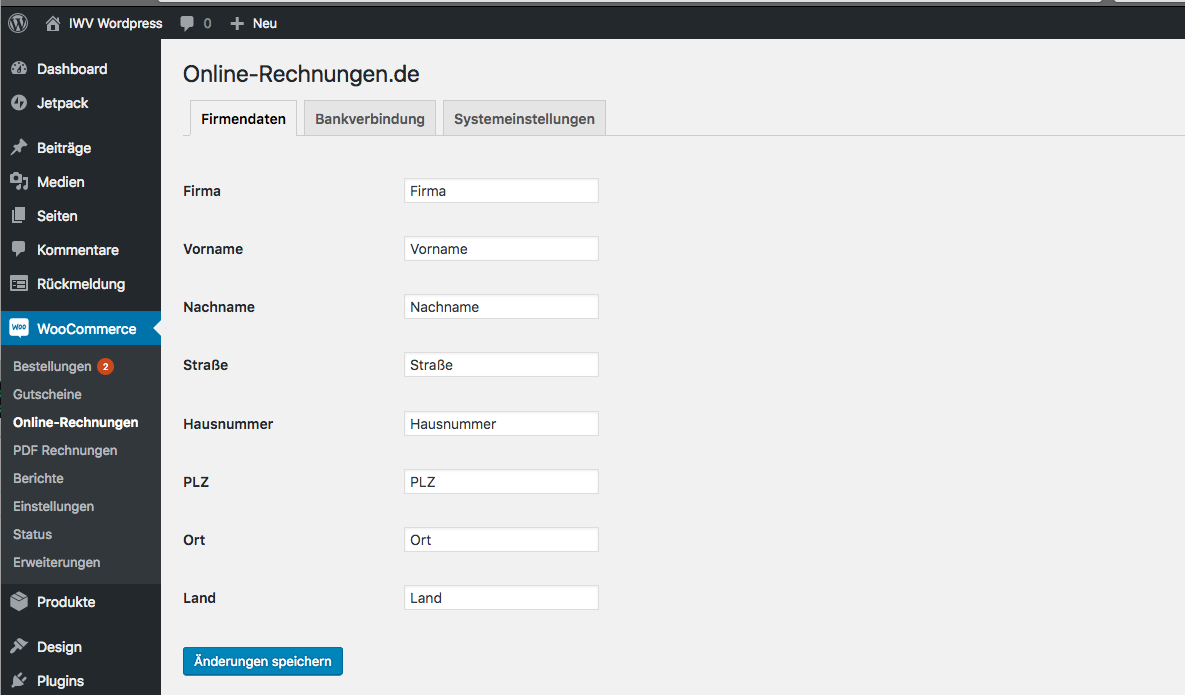 IWV Wordpress 0 Neu
Dashboard
Jetpack
Beiträge
Medien
Seiten
Kommentare
Rückmeldung
Woo WooCommerce
Bestellungen 2
Gutscheine
Online-Rechnungen
PDF Rechnungen
Berichte
Einstellungen
Status
Erweiterungen
Produkte
Design
Plugins
Online-Rechnungen.de
Firmendaten Bankverbindung Systemeinstellungen
Firma Firma
Vorname Vorname
Nachname Nachname
Straße Straße
Hausnummer Hausnummer
PLZ PLZ
Ort Ort
Land Land
Änderungen speichern